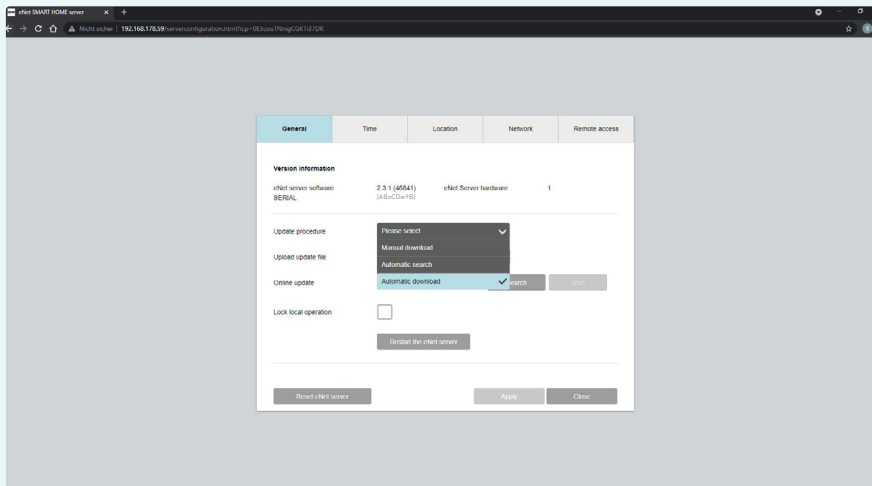 eNet SMART HOME server
Nicht sicher | 192.168.178.59/serverconfiguration.html?icp=
General Time Location Network Remote access
Version information
eNet server software 2.3.1 (46841) eNet Server hardware 1
SERIAL
Update procedure Please select
Manual download
Upload update file
Automatic search
Online update Automatic download earch Start
Lock local operation
Restart the eNet server
Reset eNet server Apply Close